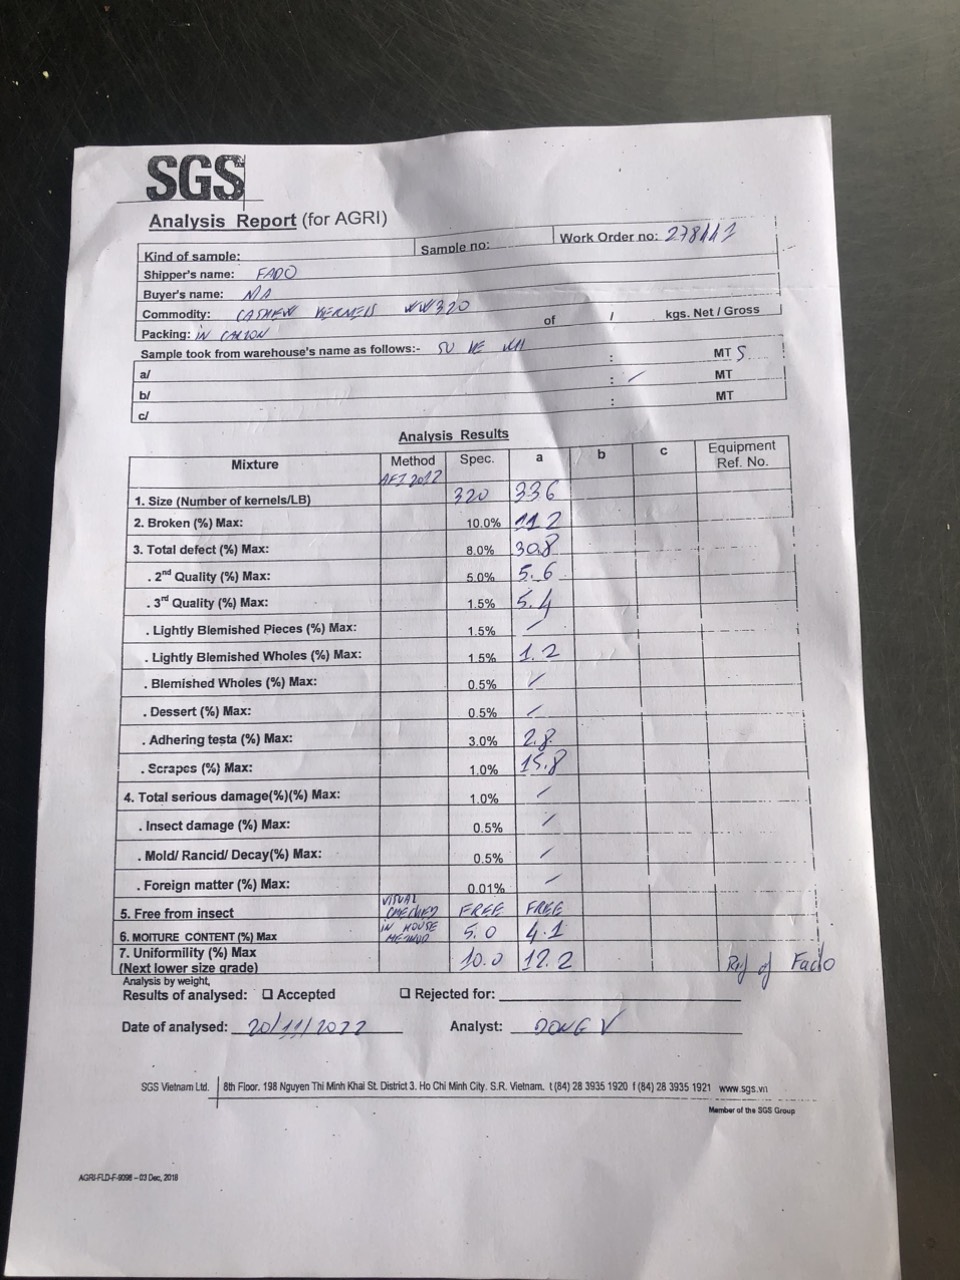 SGS
Analysis Report (for AGRI)
Kind of sample: Sample no: Work Order no:
Shipper's name: FADO
Buyer's name: NA
Commodity: CASHEW KERNELS WW320
Packing: IN CARTON of / kgs. Net / Gross
Sample took from warehouse's name as follows:-
a/ : MT 5
b/ : MT
c/ : MT
Analysis Results
Mixture Method Spec. a b c Equipment Ref. No.
AFI 2012
1. Size (Number of kernels/LB) 320 336
2. Broken (%) Max: 10.0% 11.2
3. Total defect (%) Max: 8.0% 30.8
. 2nd Quality (%) Max: 5.0% 5.6
. 3rd Quality (%) Max: 1.5% 5.4
. Lightly Blemished Pieces (%) Max: 1.5% /
. Lightly Blemished Wholes (%) Max: 1.5% 1.2
. Blemished Wholes (%) Max: 0.5% /
. Dessert (%) Max: 0.5% /
. Adhering testa (%) Max: 3.0% 2.8
. Scrapes (%) Max: 1.0% 15.8
4. Total serious damage(%)(%) Max: 1.0% /
. Insect damage (%) Max: 0.5% /
. Mold/ Rancid/ Decay(%) Max: 0.5% /
. Foreign matter (%) Max: 0.01% /
5. Free from insect VISUAL CHECKED FREE FREE
6. MOITURE CONTENT (%) Max IN HOUSE METHOD 5.0 4.1
7. Uniformility (%) Max 10.0 12.2
(Next lower size grade) of Fado
Analysis by weight,
Results of analysed: ☐ Accepted ☐ Rejected for:
Date of analysed: 20/11/2022 Analyst: DONG V
SGS Vietnam Ltd. 8th Floor. 198 Nguyen Thi Minh Khai St. District 3. Ho Chi Minh City. S.R. Vietnam. t (84) 28 3935 1920 f (84) 28 3935 1921 www.sgs.vn
Member of the SGS Group
AGRI-FLD-F-9098 – 03 Dec, 2018